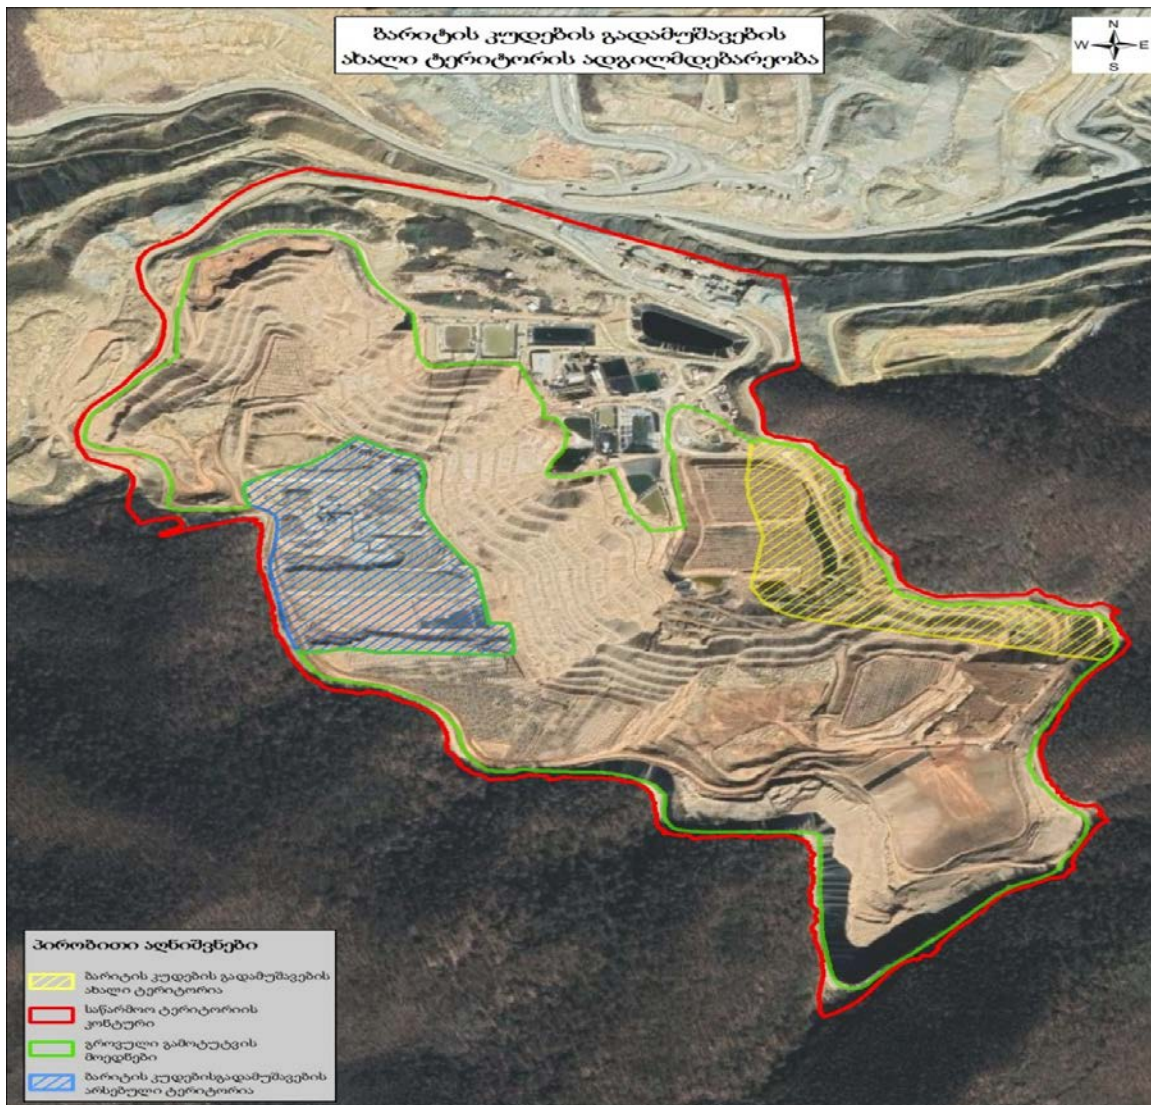 ბარიტის კუდების გადამუშავების
ახალი ტერიტორის ადგილმდებარეობა
N
W E
S
პირობითი აღნიშვნები
ბარიტის კუდების გადამუშავების
ახალი ტერიტორია
საწარმოო ტერიტორიის
კონტური
გროვული გამოტუტვის
მოედნები
ბარიტის კუდებისგადამუშავების
არსებული ტერიტორია